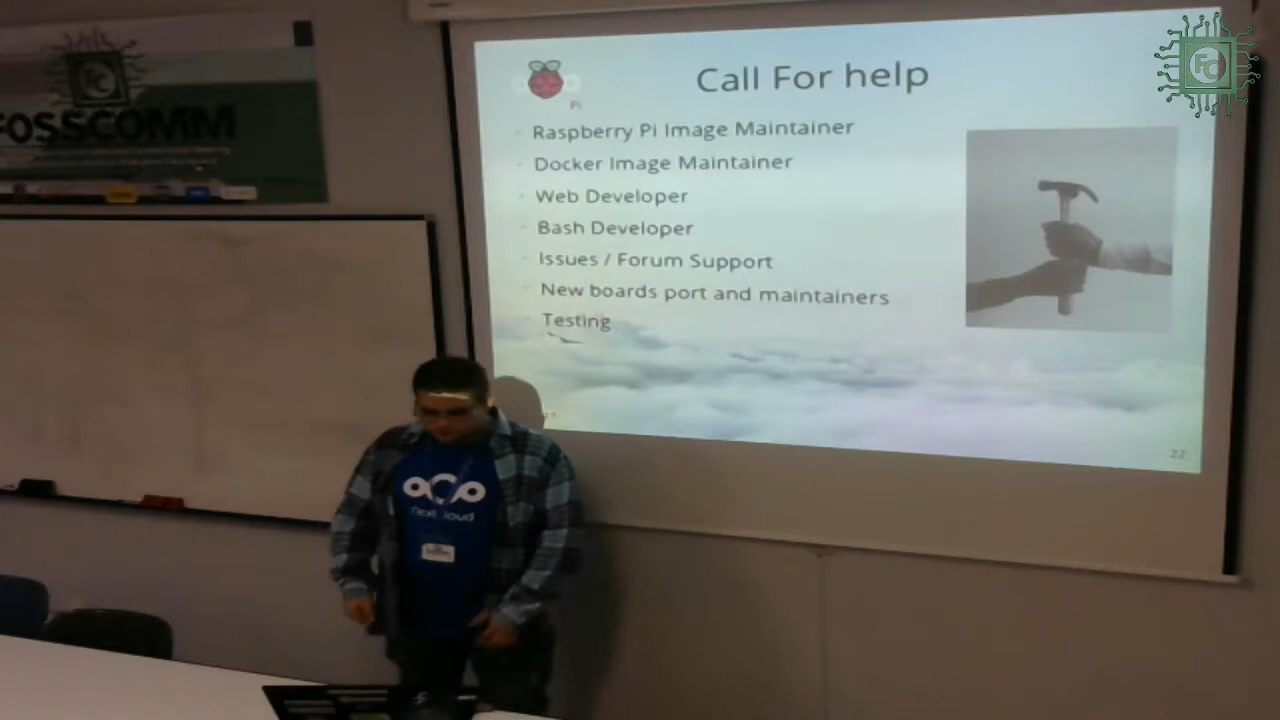 FOSSCOMM
Fc
Pi
Call For help
Raspberry Pi Image Maintainer
Docker Image Maintainer
Web Developer
Bash Developer
Issues / Forum Support
New boards port and maintainers
Testing
22
Nextcloud